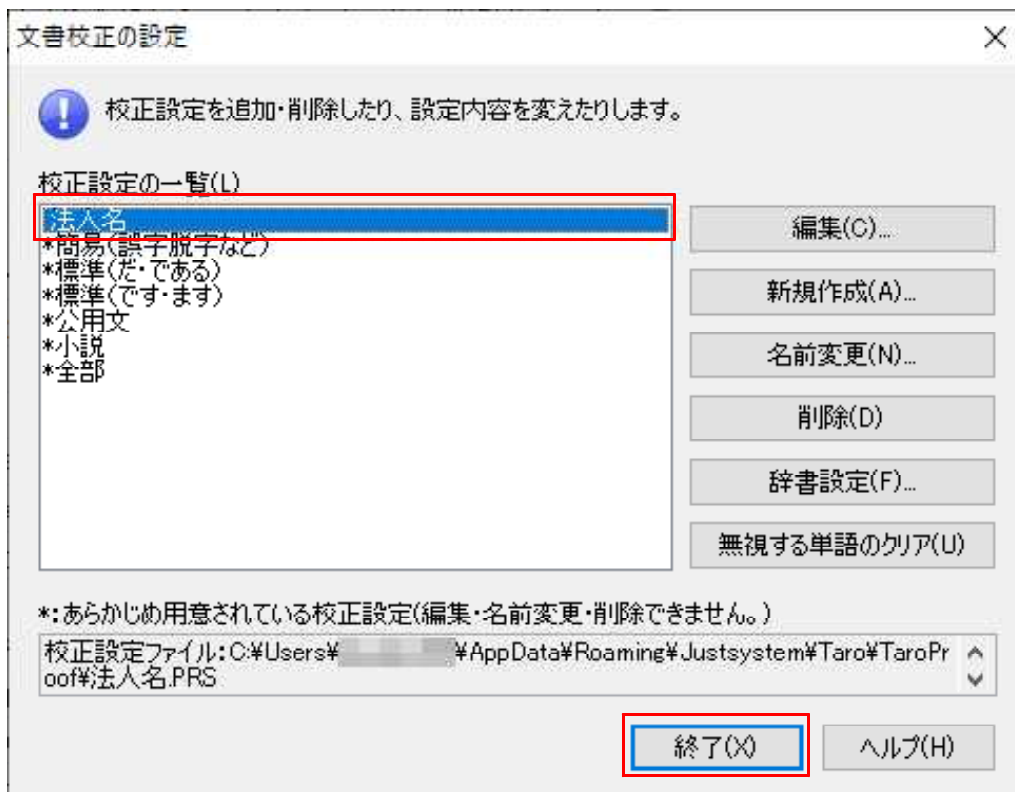 文書校正の設定
校正設定を追加・削除したり、設定内容を変えたりします。
校正設定の一覧(L)
法人名
*簡易(誤字脱字など)
*標準(だ・である)
*標準(です・ます)
*公用文
*小説
*全部
編集(C)...
新規作成(A)...
名前変更(N)...
削除(D)
辞書設定(F)...
無視する単語のクリア(U)
*:あらかじめ用意されている校正設定(編集・名前変更・削除できません。)
校正設定ファイル:C:¥Users¥ ¥AppData¥Roaming¥Justsystem¥Taro¥TaroPr
oof¥法人名.PRS
終了(X)
ヘルプ(H)